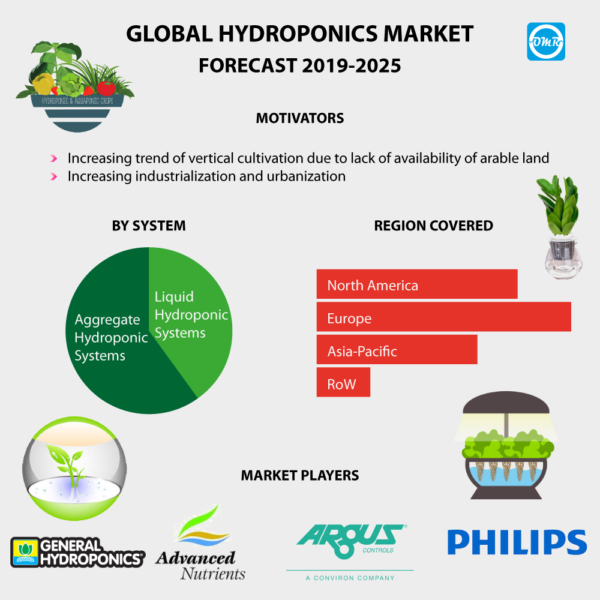 GLOBAL HYDROPONICS MARKET
FORECAST 2019-2025
OMR
HYDROPONIC & AQUAPONIC CROPS
MOTIVATORS
Increasing trend of vertical cultivation due to lack of availability of arable land
Increasing industrialization and urbanization
BY SYSTEM
Aggregate
Hydroponic
Systems
Liquid
Hydroponic
Systems
REGION COVERED
North America
Europe
Asia-Pacific
RoW
MARKET PLAYERS
GENERAL
HYDROPONICS
Advanced
Nutrients
ARGUS
CONTROLS
A CONVIRON COMPANY
PHILIPS